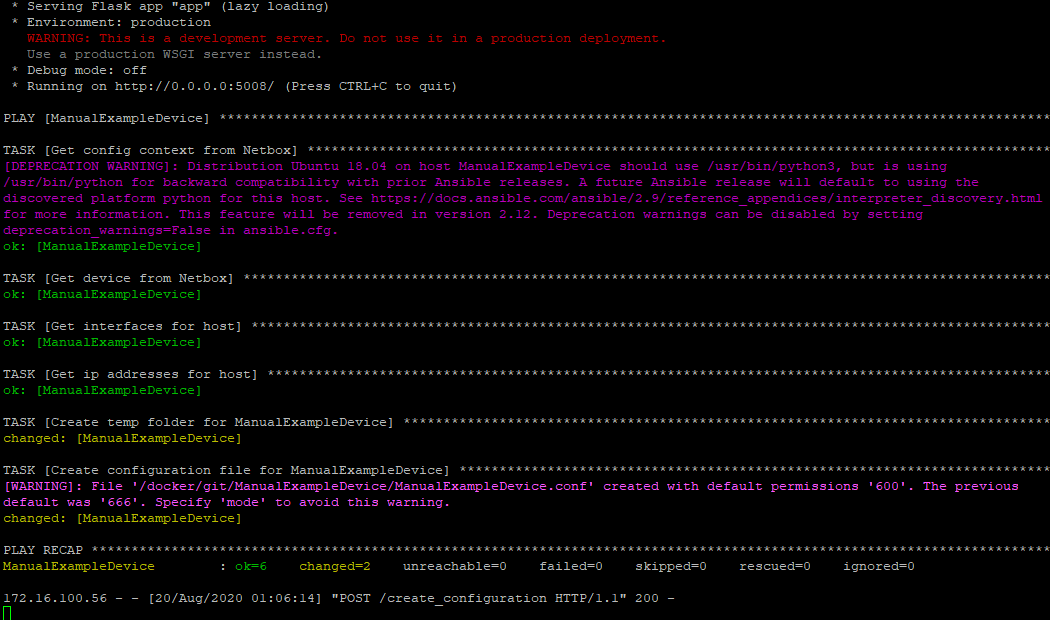 * Serving Flask app "app" (lazy loading)
 * Environment: production
   WARNING: This is a development server. Do not use it in a production deployment.
   Use a production WSGI server instead.
 * Debug mode: off
 * Running on http://0.0.0.0:5008/ (Press CTRL+C to quit)
PLAY [ManualExampleDevice] ********************************************************************************************************
TASK [Get config context from Netbox] *********************************************************************************************
[DEPRECATION WARNING]: Distribution Ubuntu 18.04 on host ManualExampleDevice should use /usr/bin/python3, but is using
/usr/bin/python for backward compatibility with prior Ansible releases. A future Ansible release will default to using the
discovered platform python for this host. See https://docs.ansible.com/ansible/2.9/reference_appendices/interpreter_discovery.html
for more information. This feature will be removed in version 2.12. Deprecation warnings can be disabled by setting
deprecation_warnings=False in ansible.cfg.
ok: [ManualExampleDevice]
TASK [Get device from Netbox] *****************************************************************************************************
ok: [ManualExampleDevice]
TASK [Get interfaces for host] ****************************************************************************************************
ok: [ManualExampleDevice]
TASK [Get ip addresses for host] **************************************************************************************************
ok: [ManualExampleDevice]
TASK [Create temp folder for ManualExampleDevice] *********************************************************************************
changed: [ManualExampleDevice]
TASK [Create configuration file for ManualExampleDevice] **************************************************************************
[WARNING]: File '/docker/git/ManualExampleDevice/ManualExampleDevice.conf' created with default permissions '600'. The previous
default was '666'. Specify 'mode' to avoid this warning.
changed: [ManualExampleDevice]
PLAY RECAP ************************************************************************************************************************
ManualExampleDevice        : ok=6    changed=2    unreachable=0    failed=0    skipped=0    rescued=0    ignored=0
172.16.100.56 - - [20/Aug/2020 01:06:14] "POST /create_configuration HTTP/1.1" 200 -